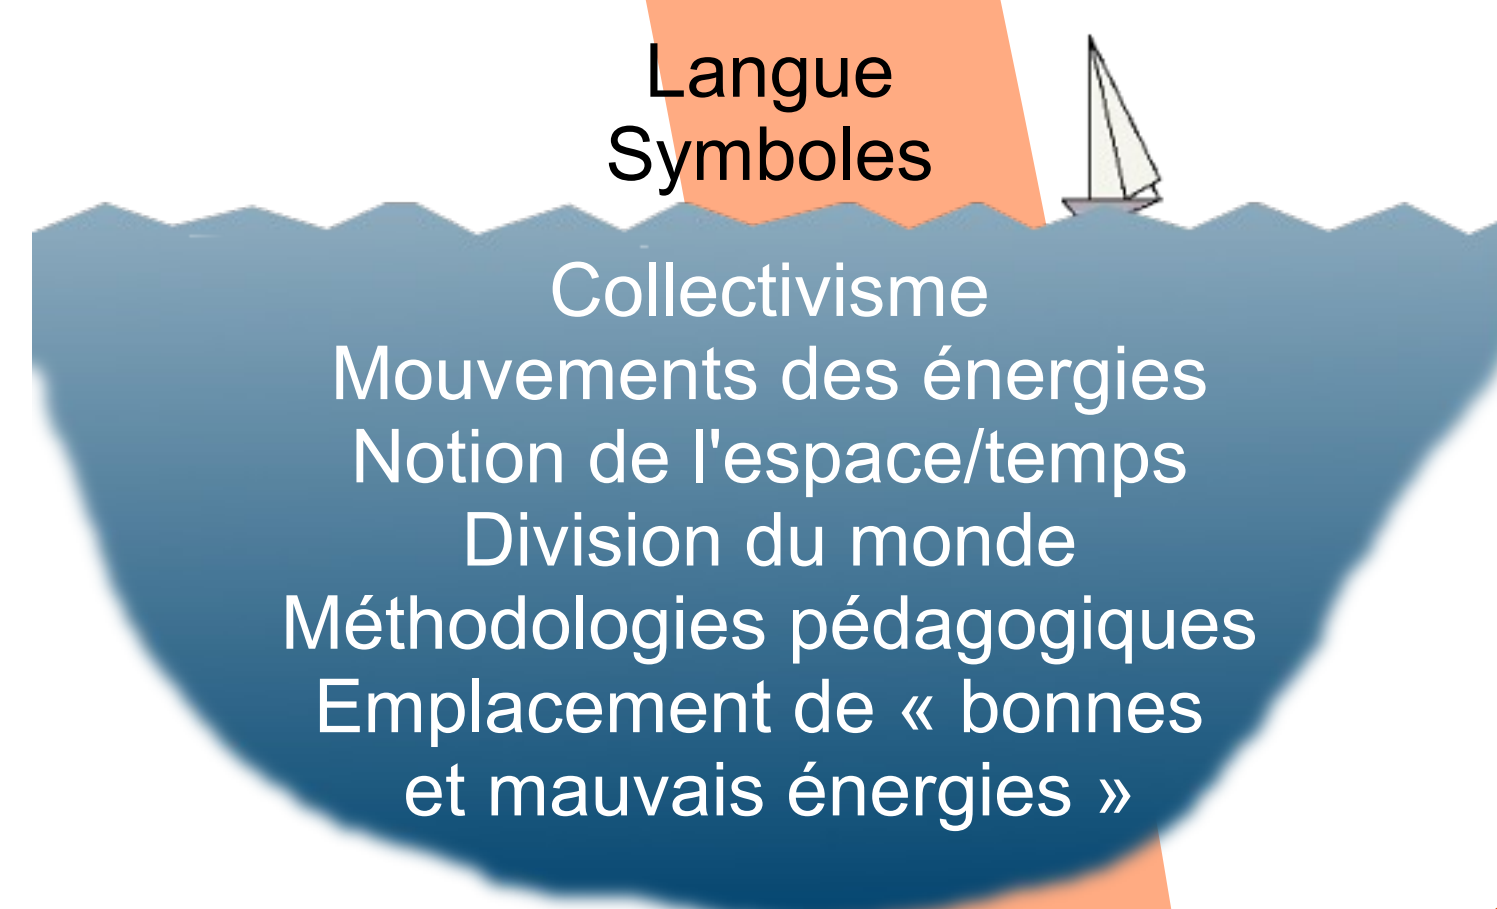 Langue
Symboles
Collectivisme
Mouvements des énergies
Notion de l'espace/temps
Division du monde
Méthodologies pédagogiques
Emplacement de « bonnes
et mauvais énergies »